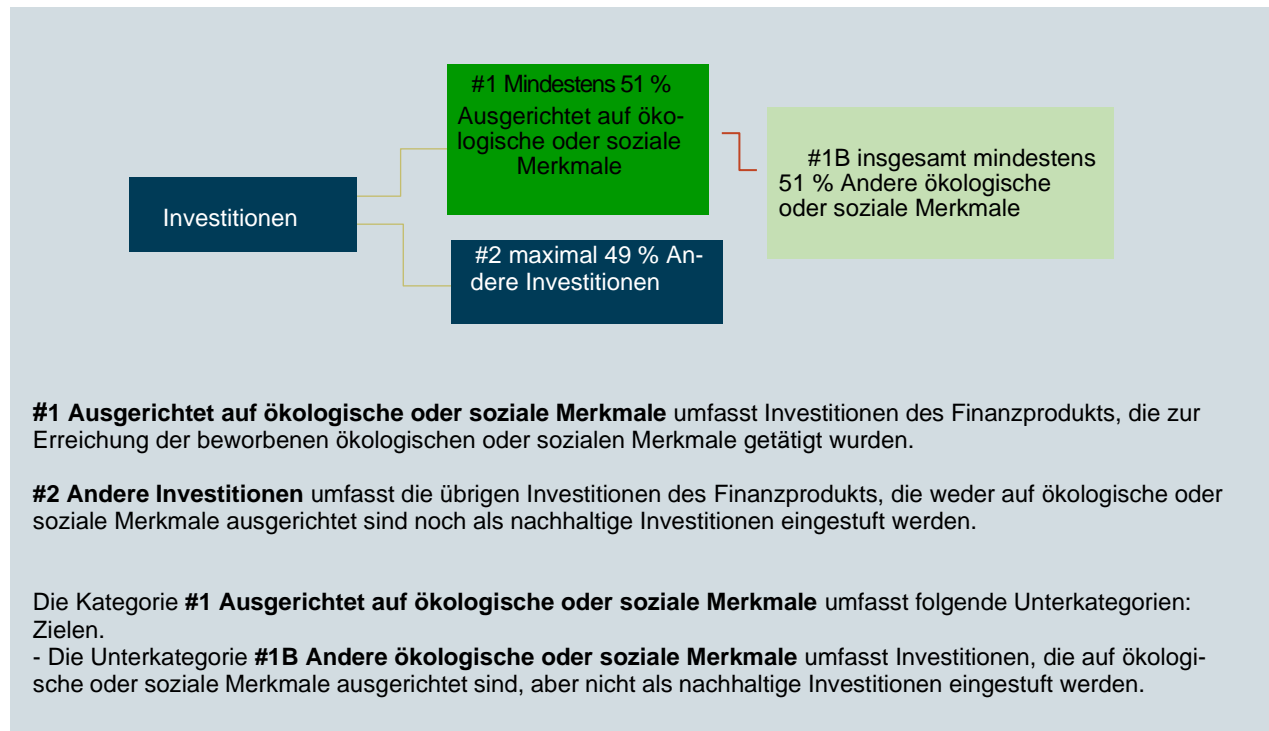 #1 Mindestens 51 %
Ausgerichtet auf öko-
logische oder soziale
Merkmale
#1B insgesamt mindestens
51 % Andere ökologische
oder soziale Merkmale
Investitionen
#2 maximal 49 % An-
dere Investitionen
#1 Ausgerichtet auf ökologische oder soziale Merkmale umfasst Investitionen des Finanzprodukts, die zur
Erreichung der beworbenen ökologischen oder sozialen Merkmale getätigt wurden.
#2 Andere Investitionen umfasst die übrigen Investitionen des Finanzprodukts, die weder auf ökologische oder
soziale Merkmale ausgerichtet sind noch als nachhaltige Investitionen eingestuft werden.
Die Kategorie #1 Ausgerichtet auf ökologische oder soziale Merkmale umfasst folgende Unterkategorien:
Zielen.
- Die Unterkategorie #1B Andere ökologische oder soziale Merkmale umfasst Investitionen, die auf ökologi-
sche oder soziale Merkmale ausgerichtet sind, aber nicht als nachhaltige Investitionen eingestuft werden.